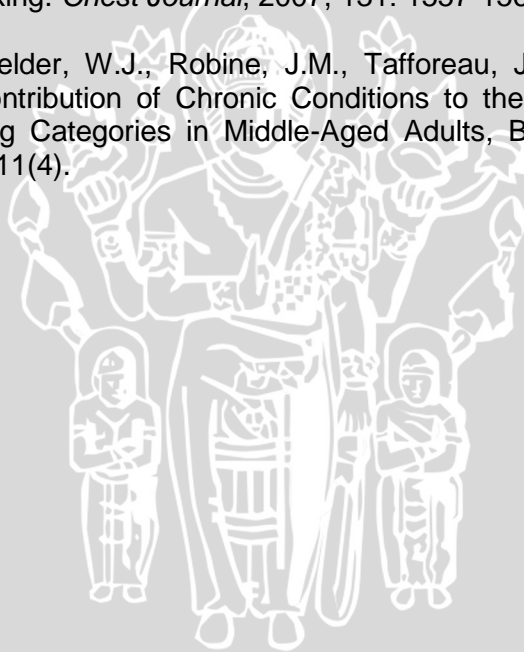 king. Chest Journal, 2007, 131: 1557-156
elder, W.J., Robine, J.M., Tafforeau, J
ontribution of Chronic Conditions to the
g Categories in Middle-Aged Adults, B
11(4).